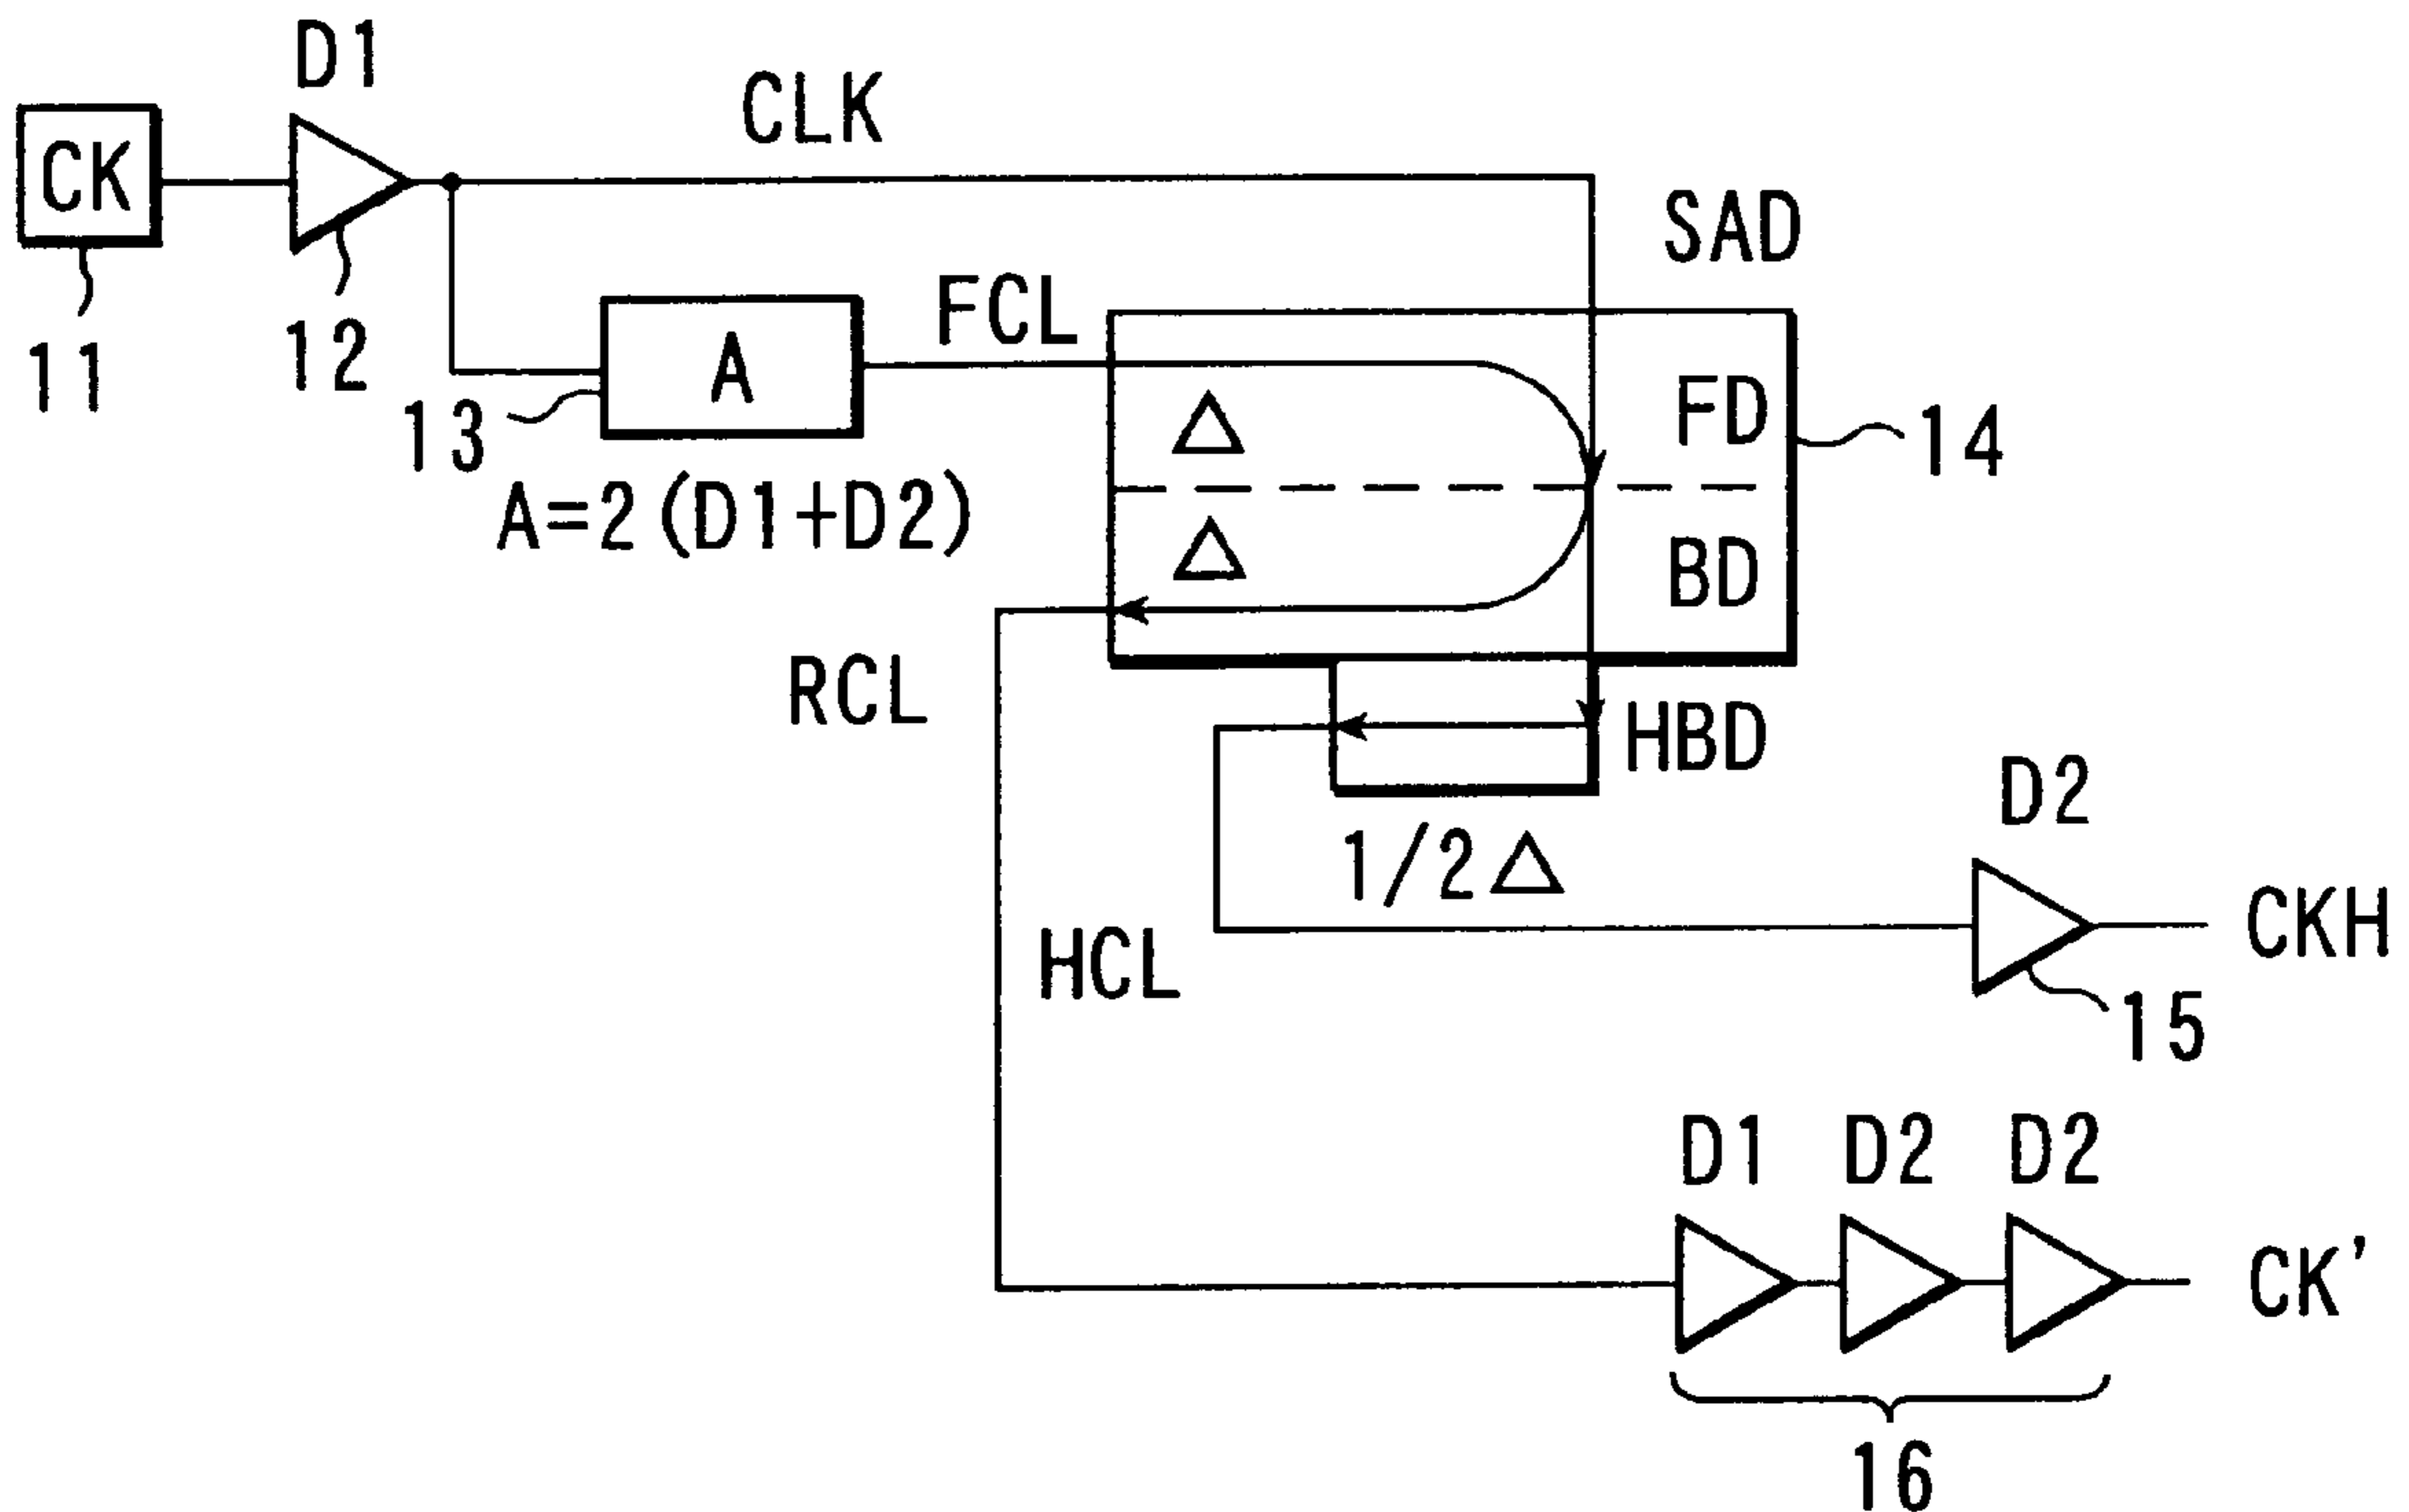 D1
CK
CLK
11
12
SAD
FCL
A
13
A=2(D1+D2)
△
FD
14
△
BD
RCL
HBD
1/2△
HCL
D2
CKH
15
D1 D2 D2
CK'
16